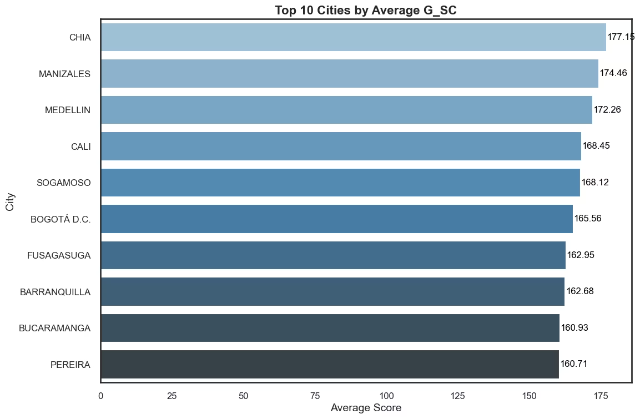 Top 10 Cities by Average G_SC
CHIA 177.15
MANIZALES 174.46
MEDELLIN 172.26
CALI 168.45
SOGAMOSO 168.12
BOGOTÁ D.C. 165.56
FUSAGASUGA 162.95
BARRANQUILLA 162.68
BUCARAMANGA 160.93
PEREIRA 160.71
City
0 25 50 75 100 125 150 175
Average Score